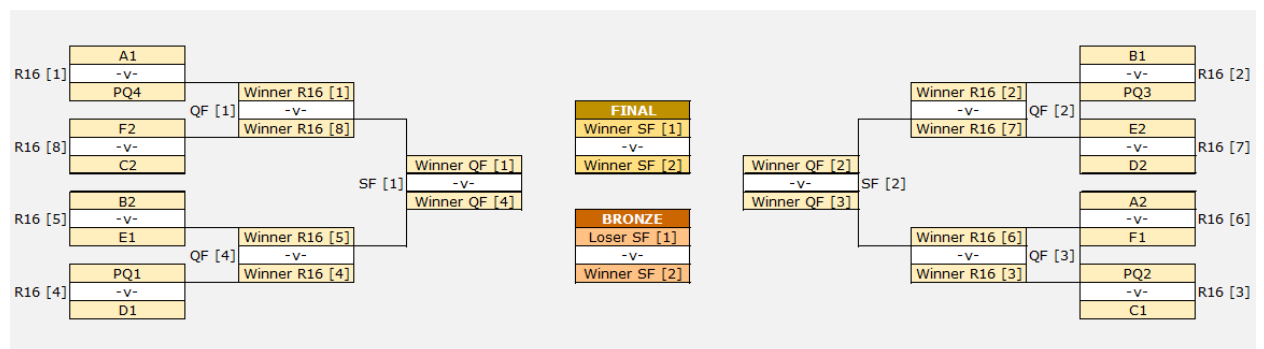 A1
R16 [1]
-v-
PQ4
QF [1]
Winner R16 [1]
-v-
Winner R16 [8]
F2
R16 [8]
-v-
C2
SF [1]
Winner QF [1]
-v-
Winner QF [4]
B2
R16 [5]
-v-
E1
QF [4]
Winner R16 [5]
-v-
Winner R16 [4]
PQ1
R16 [4]
-v-
D1
FINAL
Winner SF [1]
-v-
Winner SF [2]
BRONZE
Loser SF [1]
-v-
Winner SF [2]
B1
-v-
R16 [2]
PQ3
Winner R16 [2]
-v-
QF [2]
Winner R16 [7]
E2
-v-
R16 [7]
D2
Winner QF [2]
-v-
SF [2]
Winner QF [3]
A2
-v-
R16 [6]
F1
Winner R16 [6]
-v-
QF [3]
Winner R16 [3]
PQ2
-v-
R16 [3]
C1